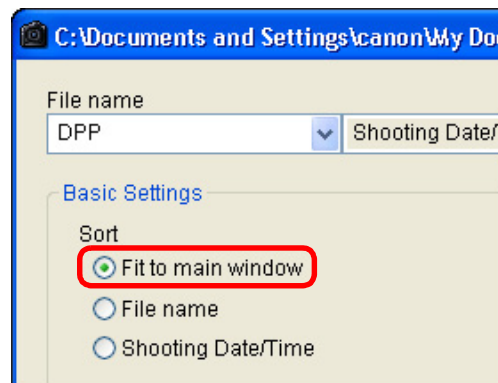 C:\Documents and Settings\canon\My Do
File name
DPP Shooting Date/
Basic Settings
Sort
Fit to main window
File name
Shooting Date/Time